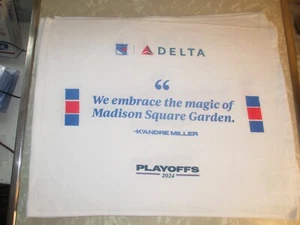 DELTA
“
We embrace the magic of
Madison Square Garden.
-K'ANDRE MILLER
PLAYOFFS
2024